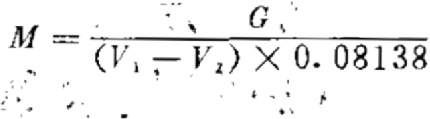 M = G / ((V₁ - V₂) × 0.08138)